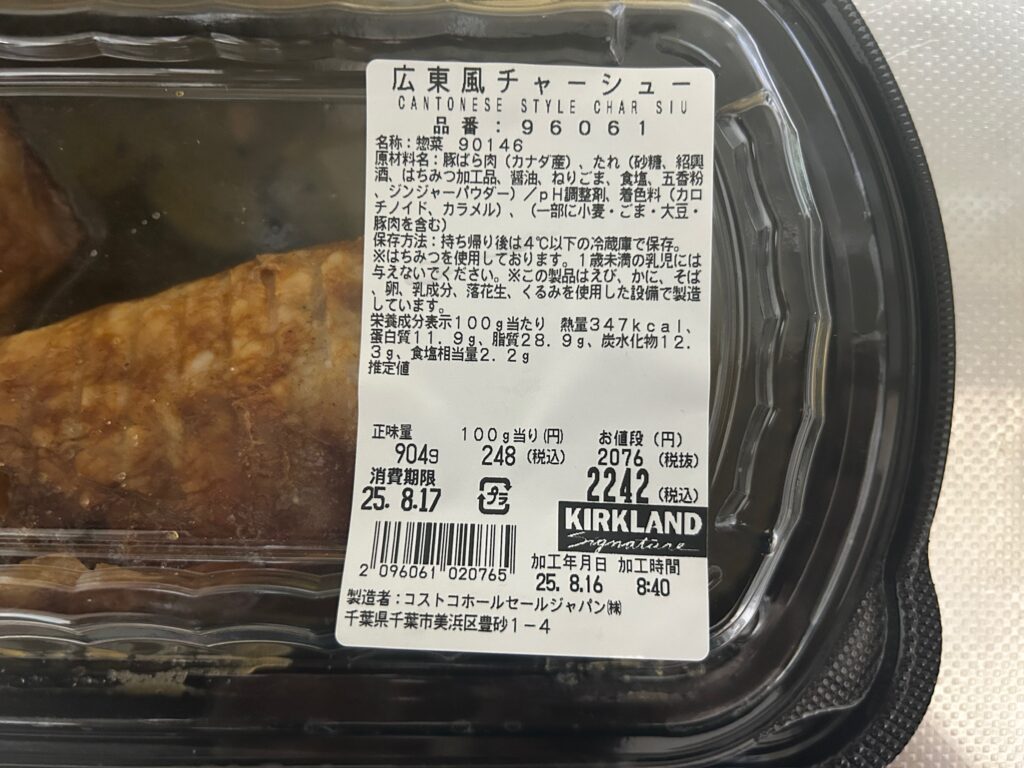 広東風チャーシュー
CANTONESE STYLE CHAR SIU
品番：96061
名称：惣菜 90146
原材料名：豚ばら肉（カナダ産）、たれ（砂糖、紹興
酒、はちみつ加工品、醤油、ねりごま、食塩、五香粉
、ジンジャーパウダー）／pH調整剤、着色料（カロ
チノイド、カラメル）、（一部に小麦・ごま・大豆・
豚肉を含む）
保存方法：持ち帰り後は4℃以下の冷蔵庫で保存。
※はちみつを使用しております。1歳未満の乳児には
与えないでください。※この製品はえび、かに、そば
、卵、乳成分、落花生、くるみを使用した設備で製造
しています。
栄養成分表示100g当たり 熱量347kcal、
蛋白質11.9g、脂質28.9g、炭水化物12.
3g、食塩相当量2.2g
推定値
正味量 100g当り(円) お値段（円）
904g 248（税込） 2076（税抜）
消費期限 プラ 2242（税込）
25.8.17
KIRKLAND
Signature
2 096061 020765
加工年月日 加工時間
25.8.16 8:40
製造者：コストコホールセールジャパン㈱
千葉県千葉市美浜区豊砂1−4